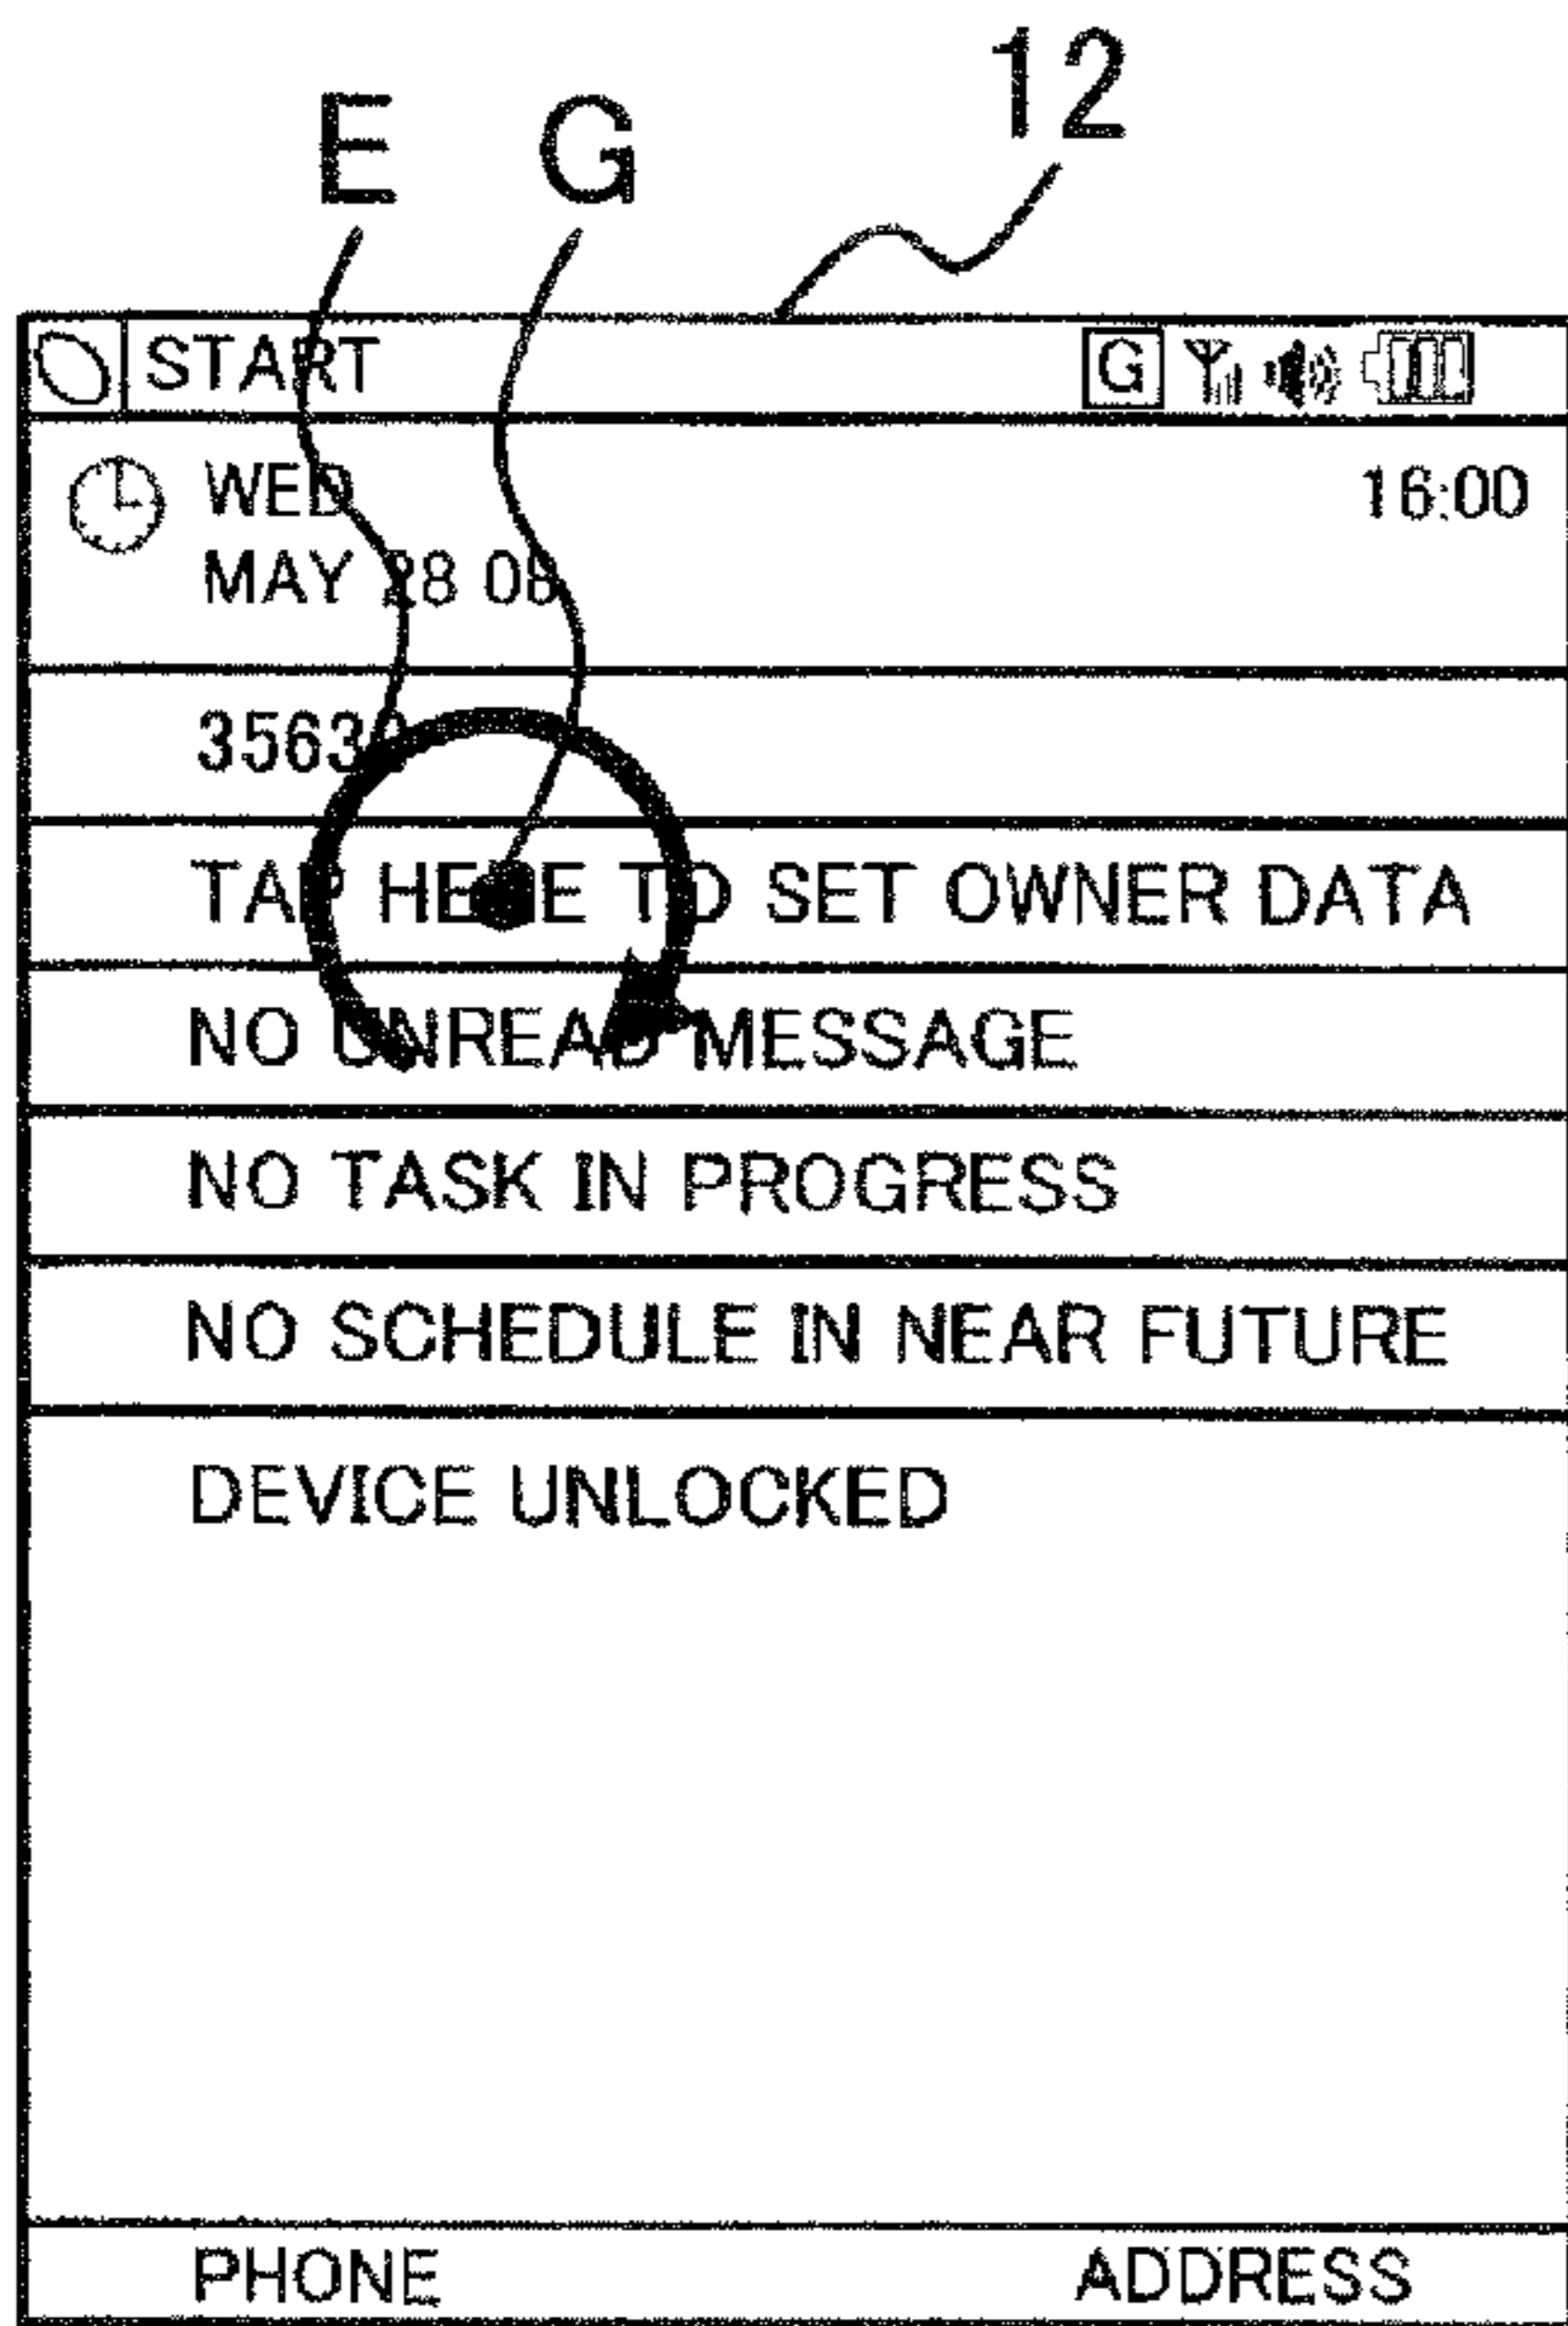 12
E G
START G
WED 16:00
MAY 28 08
TAP HERE TO SET OWNER DATA
NO UNREAD MESSAGE
NO TASK IN PROGRESS
NO SCHEDULE IN NEAR FUTURE
DEVICE UNLOCKED
PHONE ADDRESS